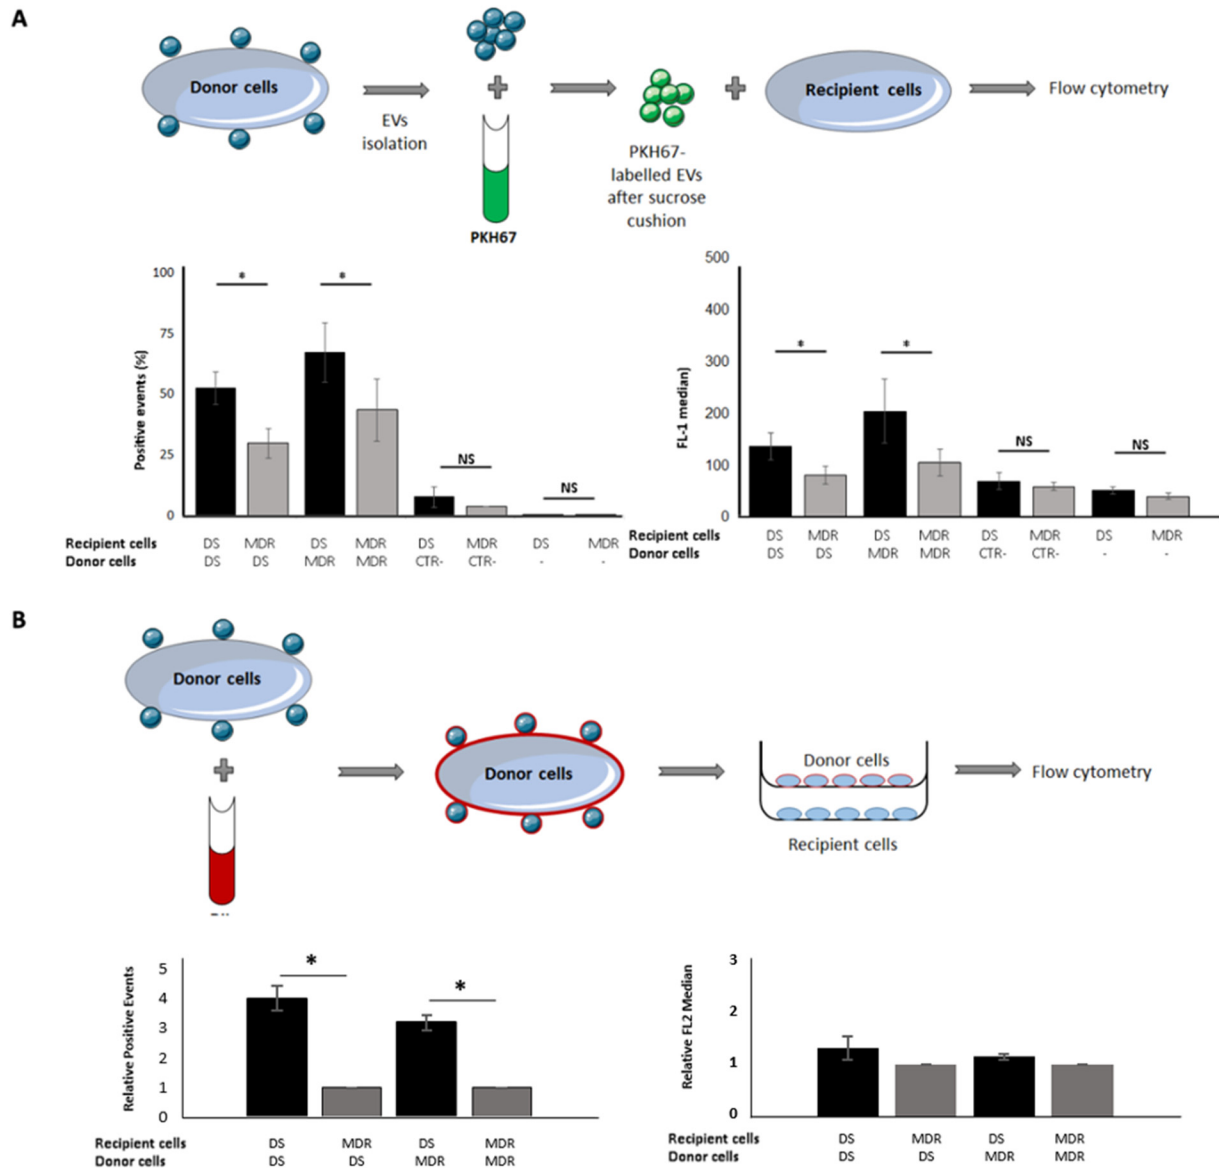 A
Donor cells
EVs
isolation
PKH67
PKH67-
labelled EVs
after sucrose
cushion
Recipient cells
Flow cytometry
Positive events (%)
100
75
50
25
0
*
*
NS
NS
Recipient cells DS MDR DS MDR DS MDR DS MDR
Donor cells DS DS MDR MDR CTR- CTR- - -
FL-1 median)
500
400
300
200
100
0
*
*
NS
NS
Recipient cells DS MDR DS MDR DS MDR DS MDR
Donor cells DS DS MDR MDR CTR- CTR- - -
B
Donor cells
Donor cells
Donor cells
Recipient cells
Flow cytometry
Relative Positive Events
5
4
3
2
1
0
*
*
Recipient cells DS MDR DS MDR
Donor cells DS DS MDR MDR
Relative FL2 Median
3
2
1
0
Recipient cells DS MDR DS MDR
Donor cells DS DS MDR MDR